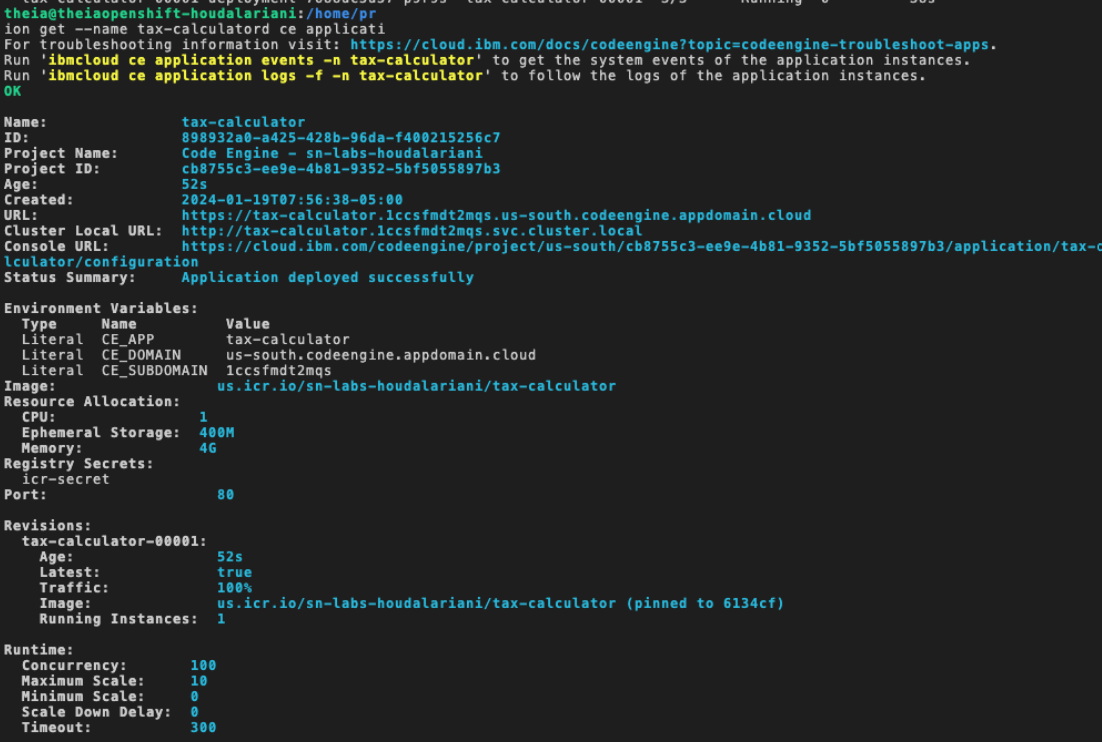 theia@theiaopenshift-houdalariani:/home/pr
ion get --name tax-calculatord ce applicati
For troubleshooting information visit: https://cloud.ibm.com/docs/codeengine?topic=codeengine-troubleshoot-apps.
Run 'ibmcloud ce application events -n tax-calculator' to get the system events of the application instances.
Run 'ibmcloud ce application logs -f -n tax-calculator' to follow the logs of the application instances.
OK
Name: tax-calculator
ID: 898932a0-a425-428b-96da-f400215256c7
Project Name: Code Engine - sn-labs-houdalariani
Project ID: cb8755c3-ee9e-4b81-9352-5bf5055897b3
Age: 52s
Created: 2024-01-19T07:56:38-05:00
URL: https://tax-calculator.1ccsfmdt2mqs.us-south.codeengine.appdomain.cloud
Cluster Local URL: http://tax-calculator.1ccsfmdt2mqs.svc.cluster.local
Console URL: https://cloud.ibm.com/codeengine/project/us-south/cb8755c3-ee9e-4b81-9352-5bf5055897b3/application/tax-c
lculator/configuration
Status Summary: Application deployed successfully
Environment Variables:
Type Name Value
Literal CE_APP tax-calculator
Literal CE_DOMAIN us-south.codeengine.appdomain.cloud
Literal CE_SUBDOMAIN 1ccsfmdt2mqs
Image: us.icr.io/sn-labs-houdalariani/tax-calculator
Resource Allocation:
CPU: 1
Ephemeral Storage: 400M
Memory: 4G
Registry Secrets:
icr-secret
Port: 80
Revisions:
tax-calculator-00001:
Age: 52s
Latest: true
Traffic: 100%
Image: us.icr.io/sn-labs-houdalariani/tax-calculator (pinned to 6134cf)
Running Instances: 1
Runtime:
Concurrency: 100
Maximum Scale: 10
Minimum Scale: 0
Scale Down Delay: 0
Timeout: 300